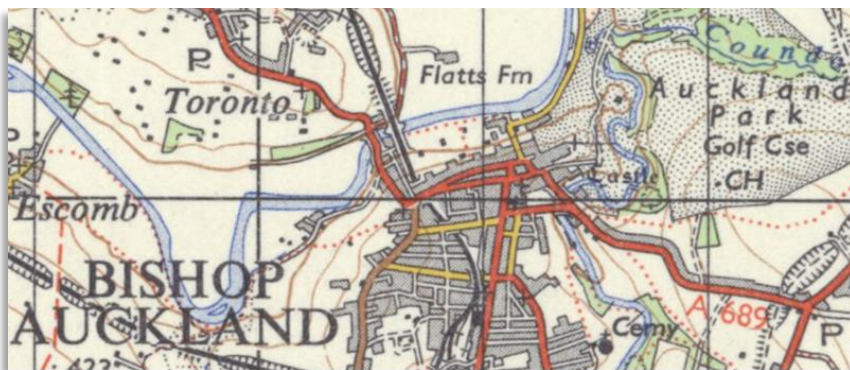 P
Flatts Fm
Toronto
Auckland
Park
Golf Cse
CH
Castle
P
Escomb
BISHOP
AUCKLAND
A 689
Cemy
P
423